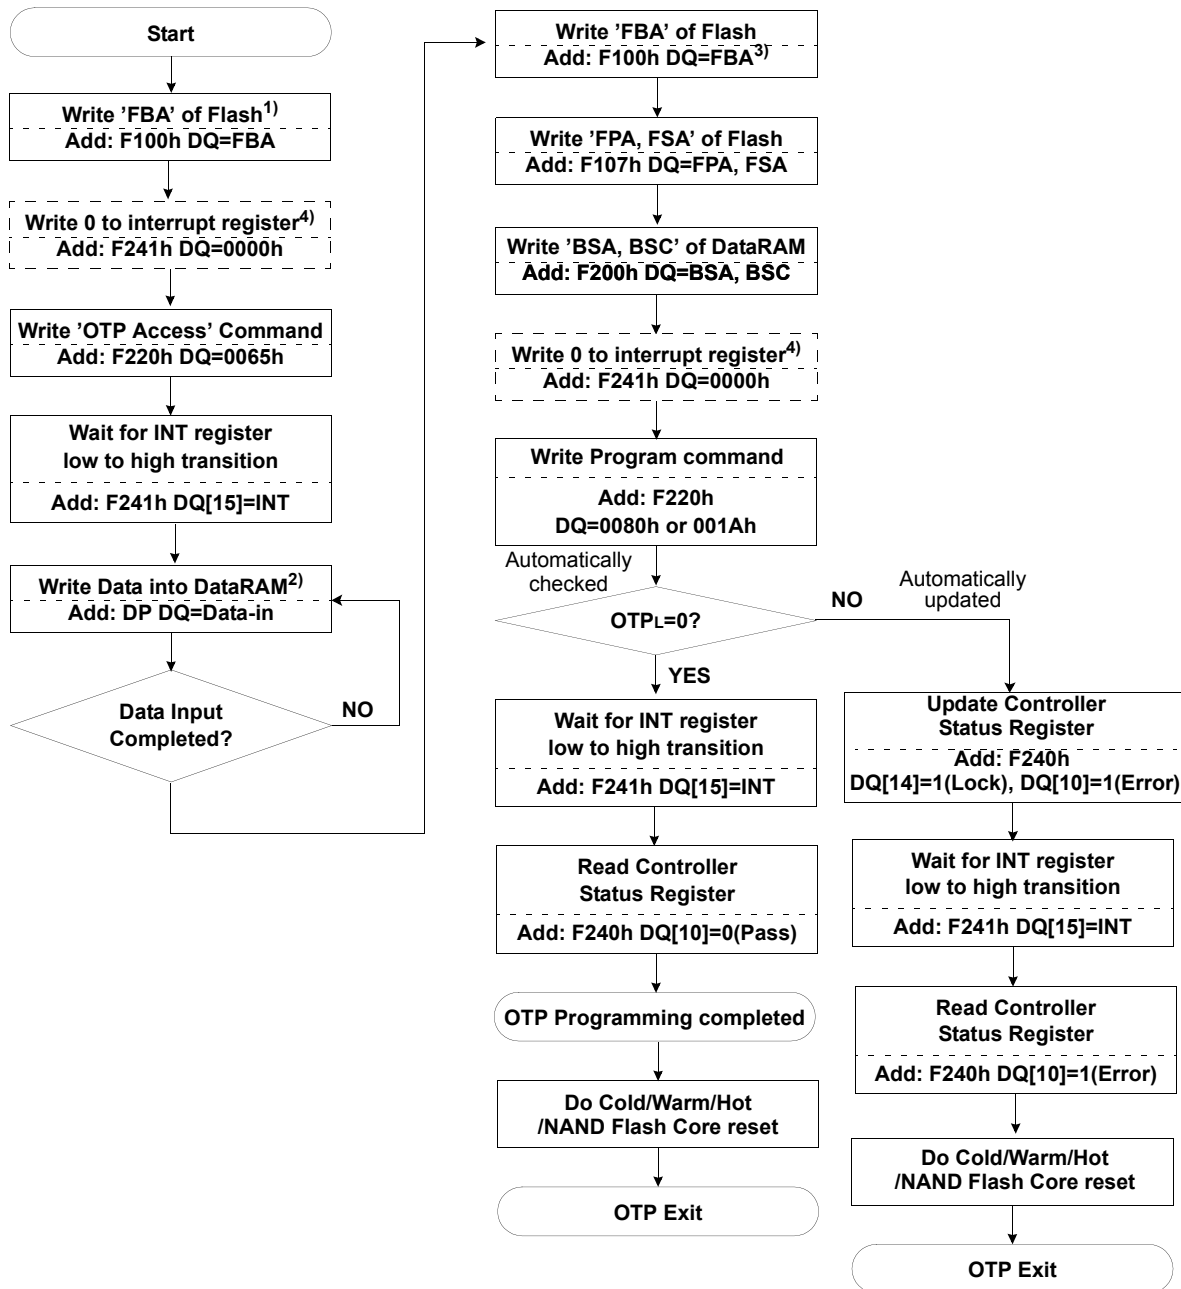 Start
Write ’FBA’ of Flash1)
Add: F100h DQ=FBA
Write 0 to interrupt register4)
Add: F241h DQ=0000h
Write ’OTP Access’ Command
Add: F220h DQ=0065h
Wait for INT register
low to high transition
Add: F241h DQ[15]=INT
Write Data into DataRAM2)
Add: DP DQ=Data-in
Data Input
Completed?
NO
Write ’FBA’ of Flash
Add: F100h DQ=FBA3)
Write ’FPA, FSA’ of Flash
Add: F107h DQ=FPA, FSA
Write ’BSA, BSC’ of DataRAM
Add: F200h DQ=BSA, BSC
Write 0 to interrupt register4)
Add: F241h DQ=0000h
Write Program command
Add: F220h
DQ=0080h or 001Ah
Automatically
checked
OTPL=0?
NO
Automatically
updated
YES
Wait for INT register
low to high transition
Add: F241h DQ[15]=INT
Read Controller
Status Register
Add: F240h DQ[10]=0(Pass)
OTP Programming completed
Do Cold/Warm/Hot
/NAND Flash Core reset
OTP Exit
Update Controller
Status Register
Add: F240h
DQ[14]=1(Lock), DQ[10]=1(Error)
Wait for INT register
low to high transition
Add: F241h DQ[15]=INT
Read Controller
Status Register
Add: F240h DQ[10]=1(Error)
Do Cold/Warm/Hot
/NAND Flash Core reset
OTP Exit